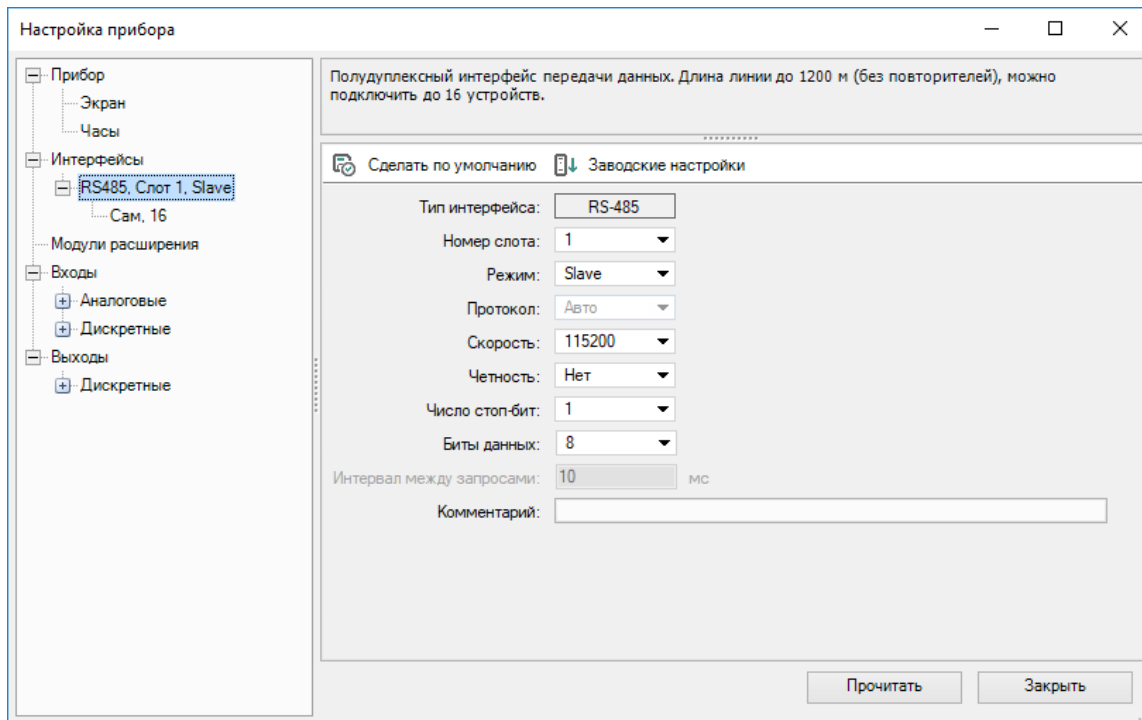 Настройка прибора
Прибор
Экран
Часы
Интерфейсы
RS485, Слот 1, Slave
Сам, 16
Модули расширения
Входы
Аналоговые
Дискретные
Выходы
Дискретные
Полудуплексный интерфейс передачи данных. Длина линии до 1200 м (без повторителей), можно
подключить до 16 устройств.
Сделать по умолчанию Заводские настройки
Тип интерфейса: RS-485
Номер слота: 1
Режим: Slave
Протокол: Авто
Скорость: 115200
Четность: Нет
Число стоп-бит: 1
Биты данных: 8
Интервал между запросами: 10 мс
Комментарий:
Прочитать Закрыть